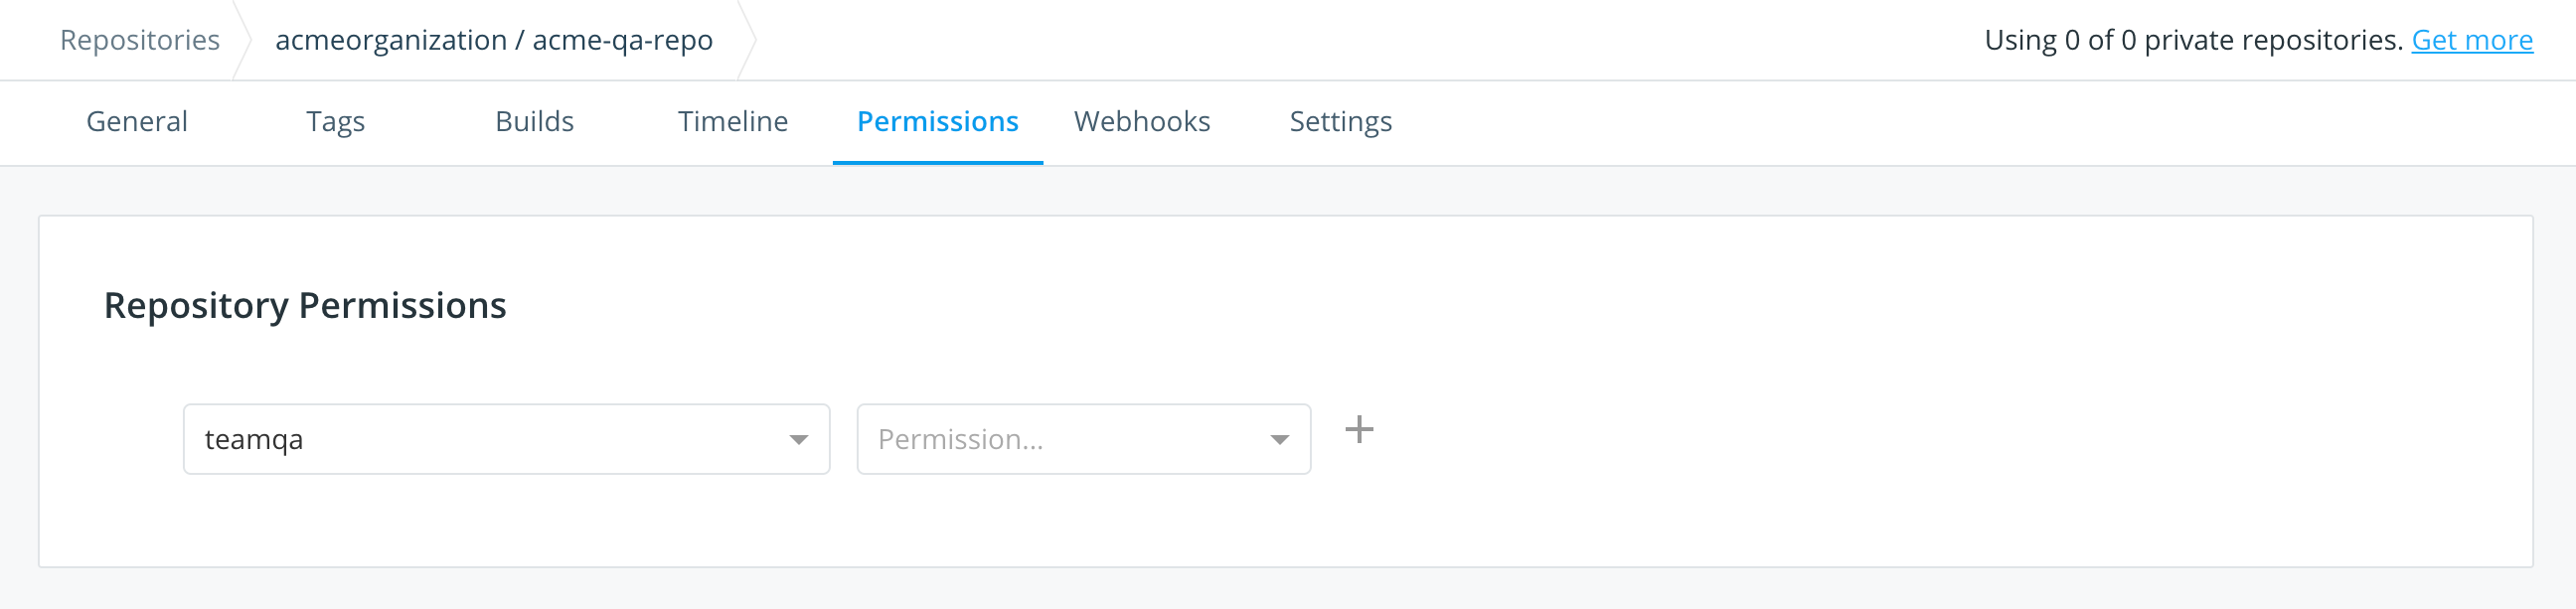 Repositories acmeorganization / acme-qa-repo Using 0 of 0 private repositories. Get more
General Tags Builds Timeline Permissions Webhooks Settings
Repository Permissions
teamqa Permission... +